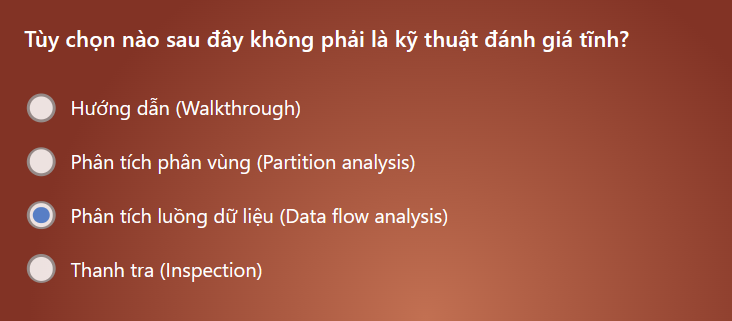 Tùy chọn nào sau đây không phải là kỹ thuật đánh giá tĩnh?
Hướng dẫn (Walkthrough)
Phân tích phân vùng (Partition analysis)
Phân tích luồng dữ liệu (Data flow analysis)
Thanh tra (Inspection)